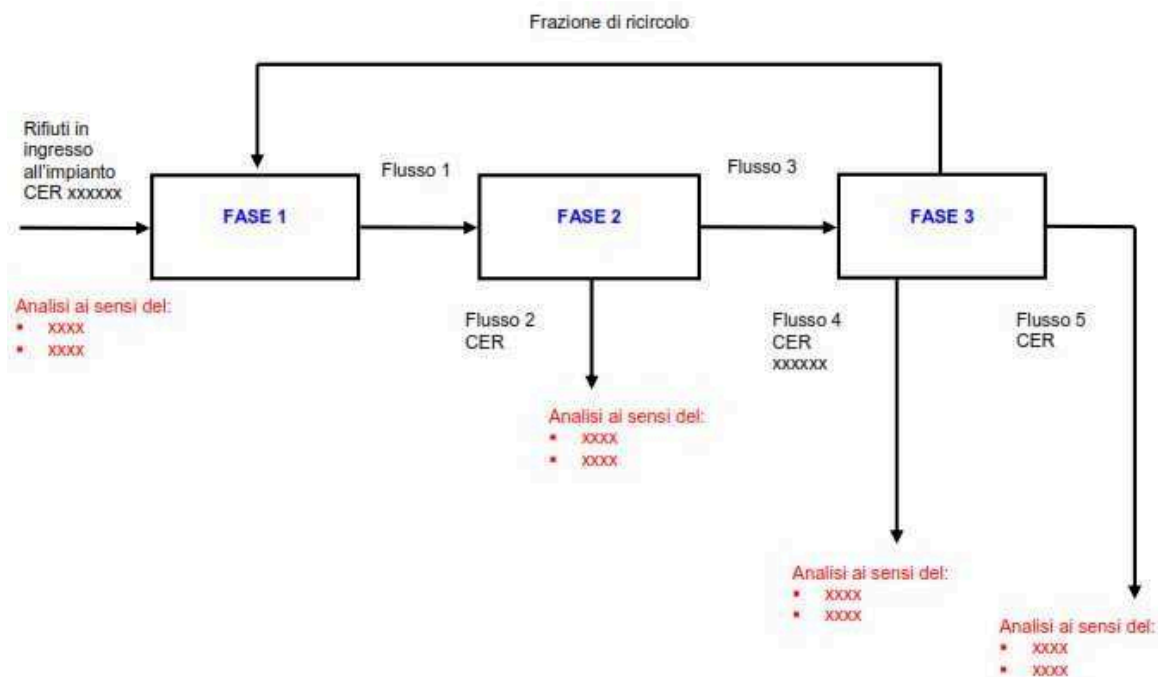 Frazione di ricircolo
Rifiuti in
ingresso
all'impianto
CER xxxxxx
Flusso 1
Flusso 3
FASE 1
FASE 2
FASE 3
Analisi ai sensi del:
▪ xxxx
▪ xxxx
Flusso 2
CER
Flusso 4
CER
xxxxxx
Flusso 5
CER
Analisi ai sensi del:
▪ xxxx
▪ xxxx
Analisi ai sensi del:
▪ xxxx
▪ xxxx
Analisi ai sensi del:
▪ xxxx
▪ xxxx